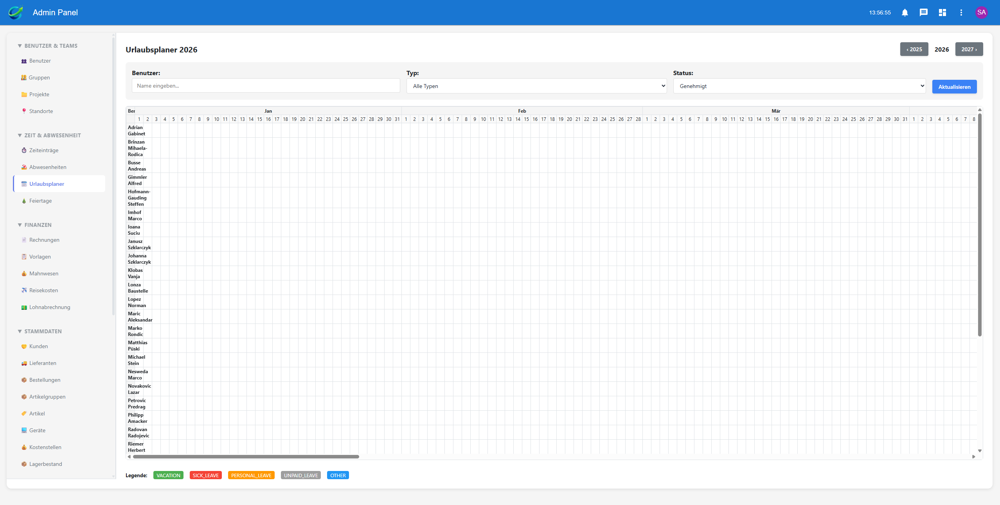 Admin Panel
13:56:55
SA
▼ BENUTZER & TEAMS
Benutzer
Gruppen
Projekte
Standorte
▼ ZEIT & ABWESENHEIT
Zeiteinträge
Abwesenheiten
Urlaubsplaner
Feiertage
▼ FINANZEN
Rechnungen
Vorlagen
Mahnwesen
Reisekosten
Lohnabrechnung
▼ STAMMDATEN
Kunden
Lieferanten
Bestellungen
Artikelgruppen
Artikel
Geräte
Kostenstellen
Lagerbestand
Urlaubsplaner 2026
‹ 2025 2026 2027 ›
Benutzer: Typ: Status:
Name eingeben... Alle Typen Genehmigt Aktualisieren
Ber Jan Feb Mär
1 2 3 4 5 6 7 8 9 10 11 12 13 14 15 16 17 18 19 20 21 22 23 24 25 26 27 28 29 30 31 1 2 3 4 5 6 7 8 9 10 11 12 13 14 15 16 17 18 19 20 21 22 23 24 25 26 27 28 1 2 3 4 5 6 7 8 9 10 11 12 13 14 15 16 17 18 19 20 21 22 23 24 25 26 27 28 29 30 31 1 2 3 4 5 6 7 8
Adrian
Gabinet
Brinzan
Mihaela-
Rodica
Busse
Andreas
Gimmler
Alfred
Hofmann-
Gauding
Steffen
Imhof
Marco
Ioana
Suciu
Janusz
Szklarczyk
Johanna
Szklarczyk
Klobas
Vanja
Lonza
Baustelle
Lopez
Norman
Maric
Aleksandar
Marko
Rondic
Matthias
Püski
Michael
Stein
Nesweda
Marco
Novakovic
Lazar
Petrovic
Predrag
Philipp
Amacker
Radovan
Radojevic
Riemer
Herbert
Legende: VACATION SICK_LEAVE PERSONAL_LEAVE UNPAID_LEAVE OTHER